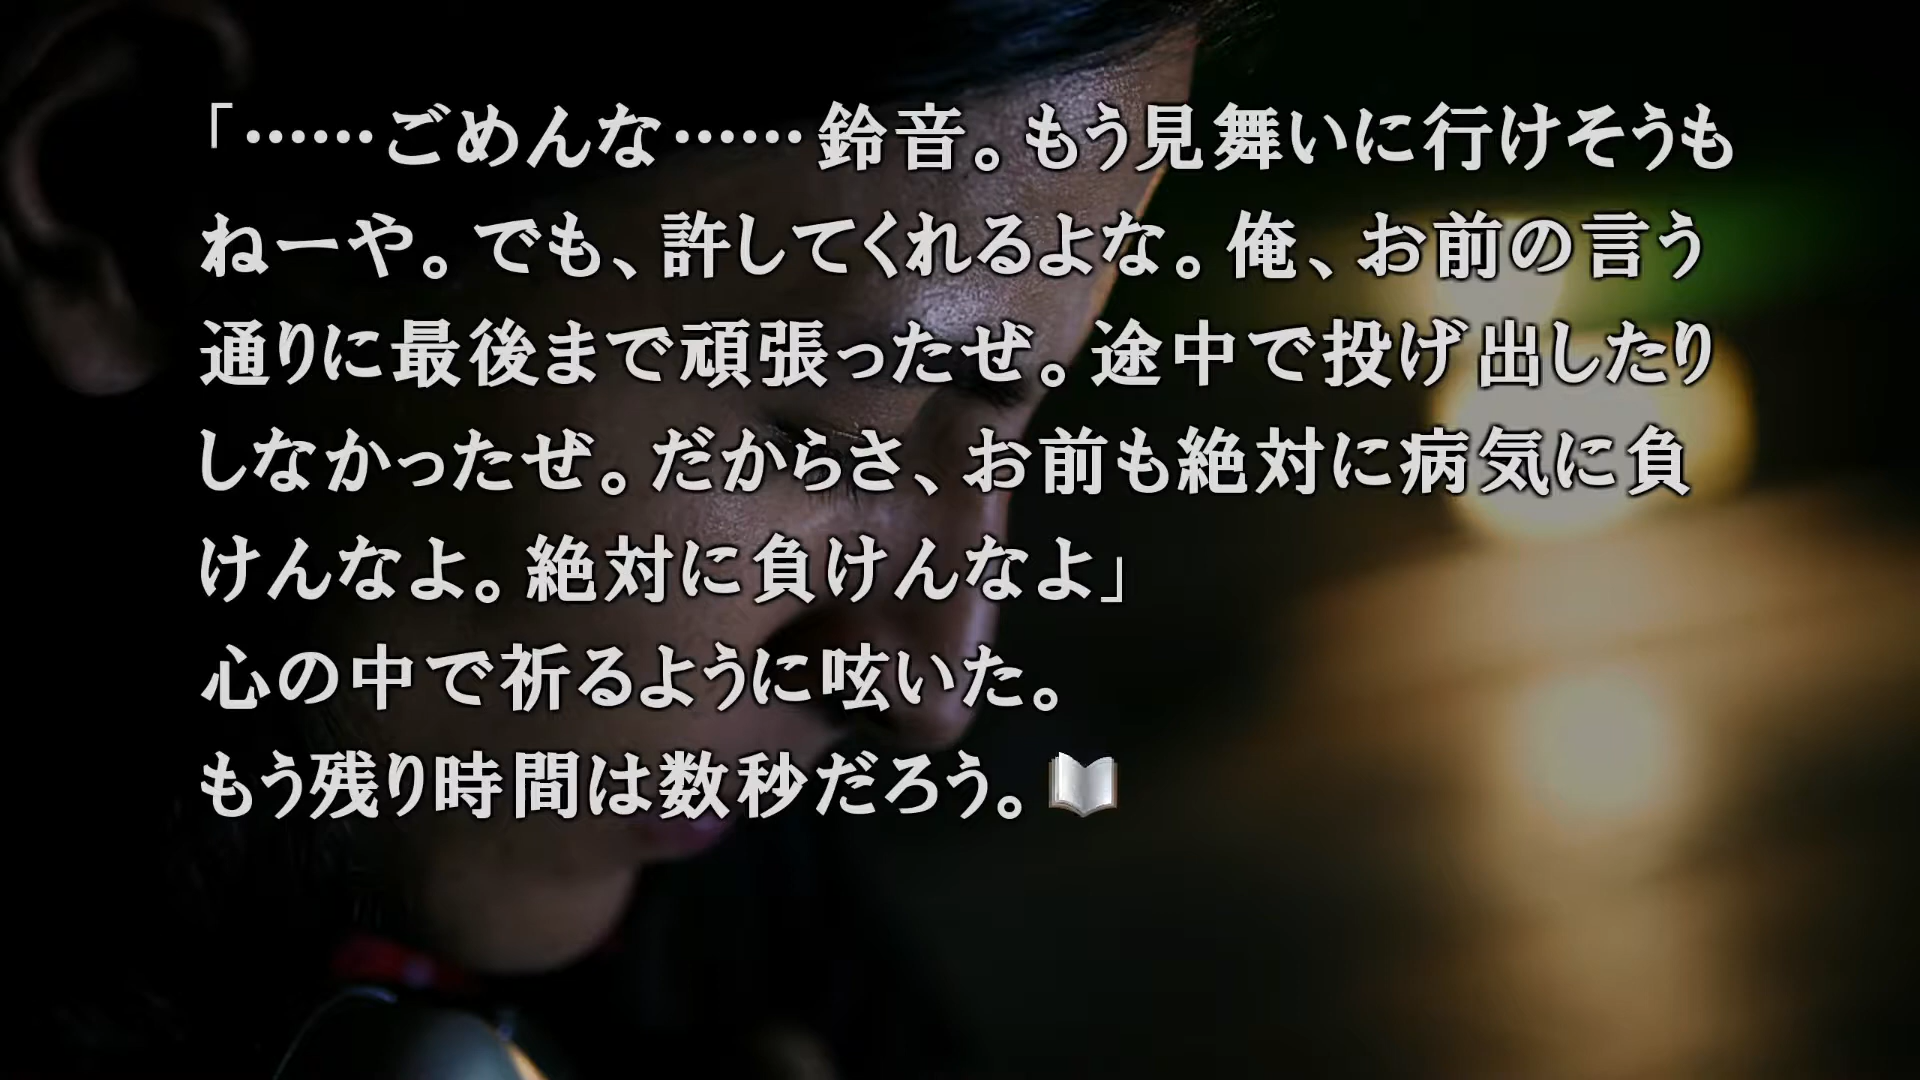 「……ごめんな……鈴音。もう見舞いに行けそうも
ねーや。でも、許してくれるよな。俺、お前の言う
通りに最後まで頑張ったぜ。途中で投げ出したり
しなかったぜ。だからさ、お前も絶対に病気に負
けんなよ。絶対に負けんなよ」
心の中で祈るように呟いた。
もう残り時間は数秒だろう。